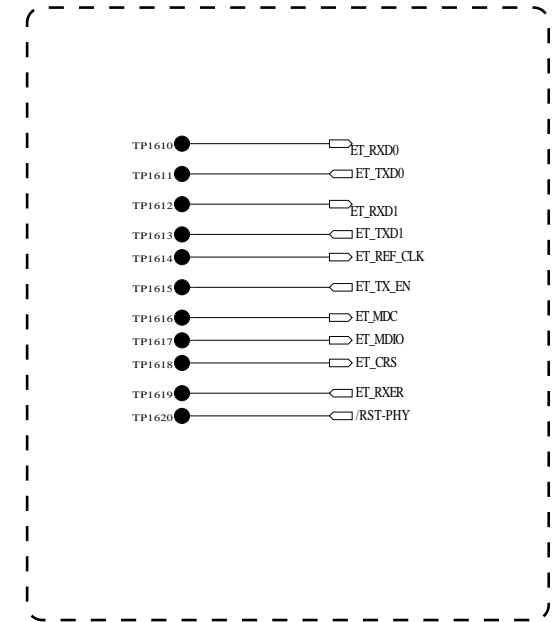 TP1610 ET_RXD0
TP1611 ET_TXD0
TP1612 ET_RXD1
TP1613 ET_TXD1
TP1614 ET_REF_CLK
TP1615 ET_TX_EN
TP1616 ET_MDC
TP1617 ET_MDIO
TP1618 ET_CRS
TP1619 ET_RXER
TP1620 /RST-PHY